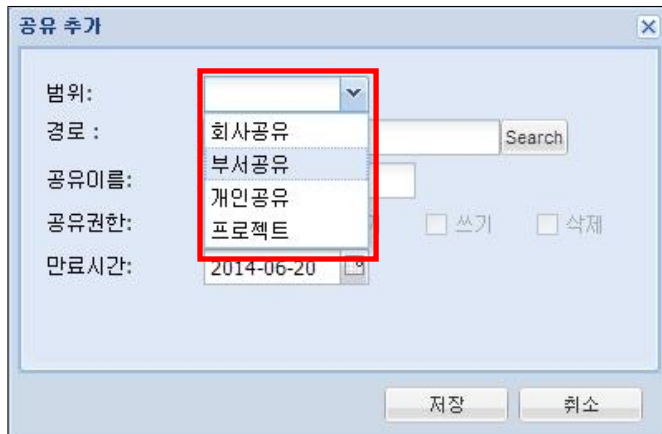 공유 추가
범위:
회사공유
경로 :
Search
부서공유
공유이름:
개인공유
공유권한:
프로젝트
쓰기
삭제
만료시간:
2014-06-20
저장
취소